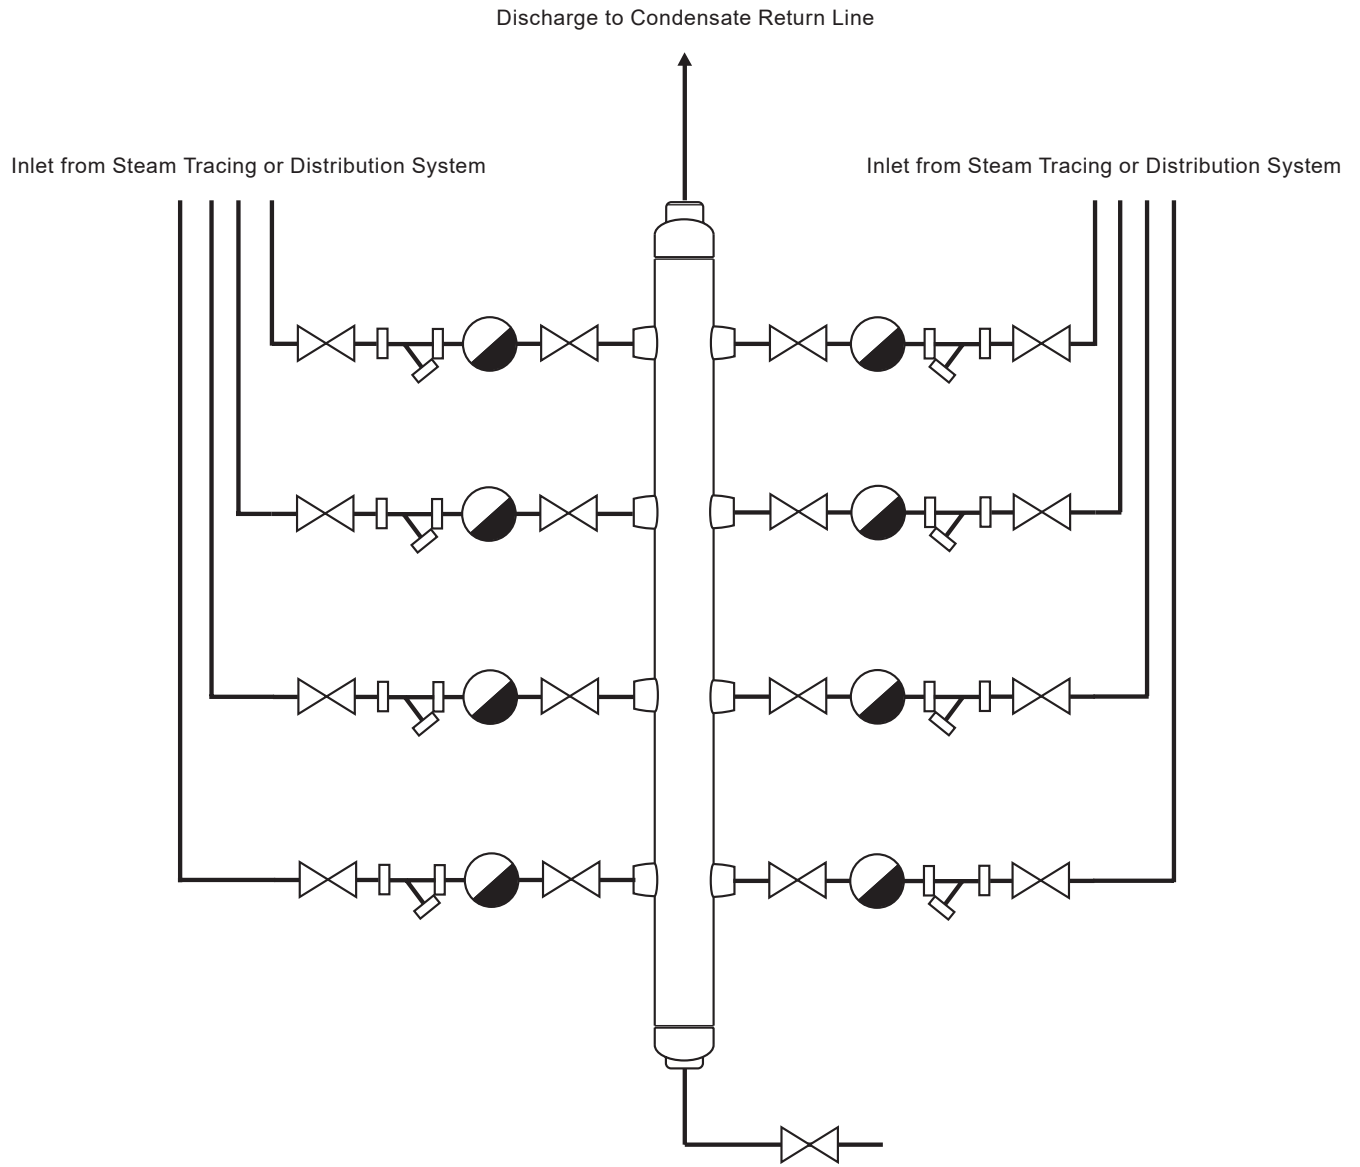 Discharge to Condensate Return Line
Inlet from Steam Tracing or Distribution System
Inlet from Steam Tracing or Distribution System